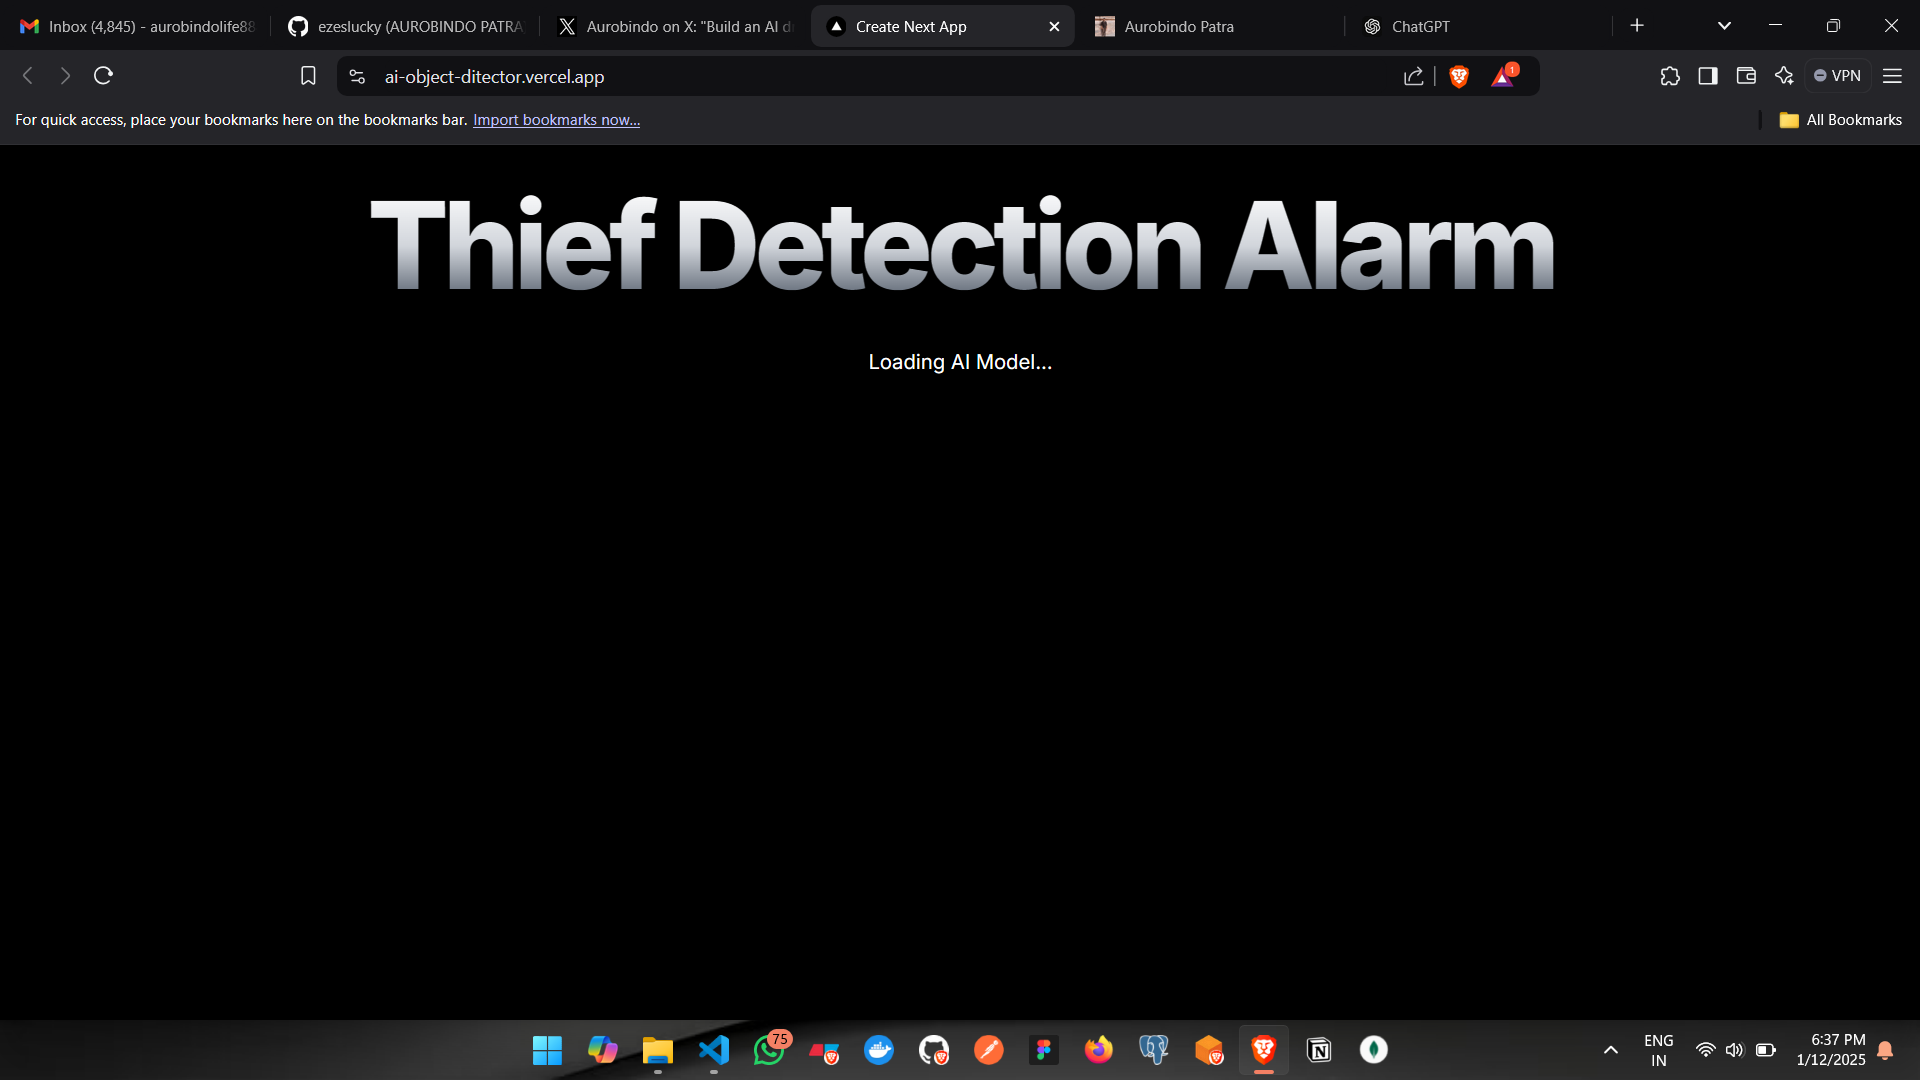 Inbox (4,845) - aurobindolife88
ezeslucky (AUROBINDO PATRA)
Aurobindo on X: "Build an AI d
Create Next App
Aurobindo Patra
ChatGPT
ai-object-ditector.vercel.app
1
VPN
For quick access, place your bookmarks here on the bookmarks bar. Import bookmarks now...
All Bookmarks
Thief Detection Alarm
Loading AI Model...
75
ENG
IN
6:37 PM
1/12/2025